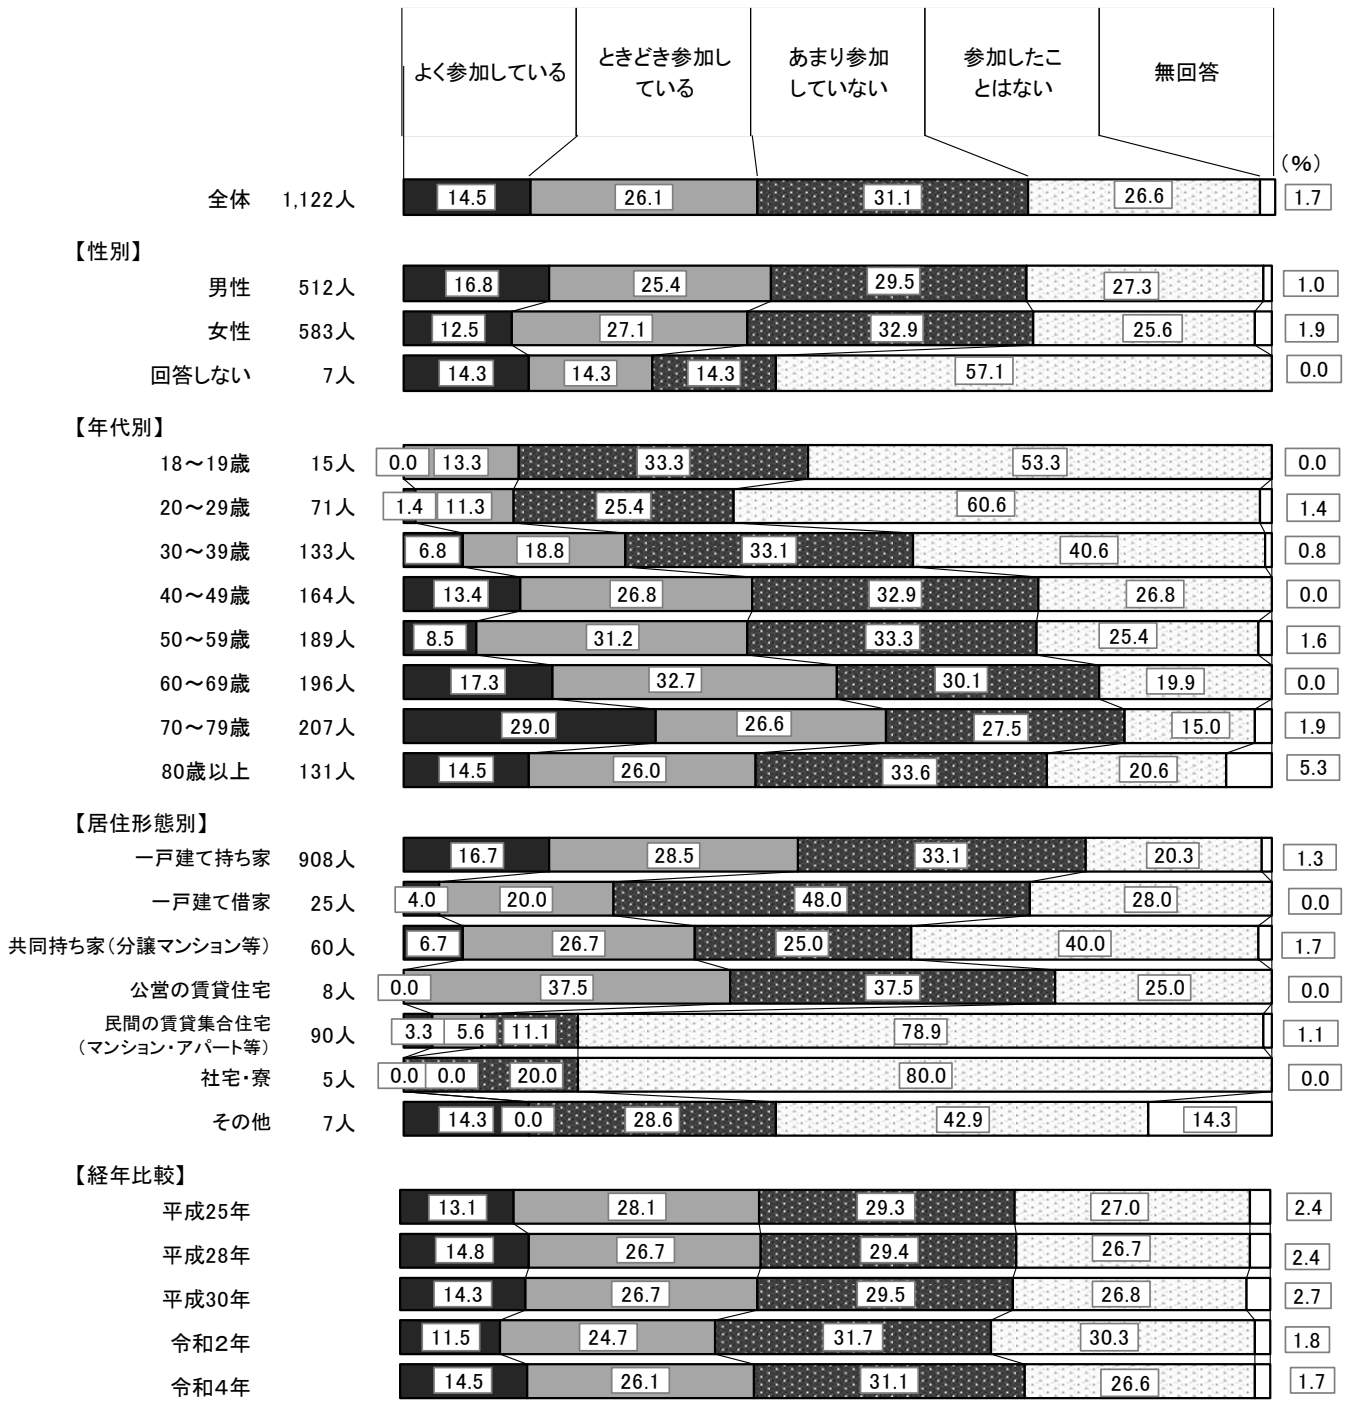 よく参加している
ときどき参加し
ている
あまり参加
していない
参加したこ
とはない
無回答
(%)
全体 1,122人 14.5 26.1 31.1 26.6 1.7
【性別】
男性 512人 16.8 25.4 29.5 27.3 1.0
女性 583人 12.5 27.1 32.9 25.6 1.9
回答しない 7人 14.3 14.3 14.3 57.1 0.0
【年代別】
18～19歳 15人 0.0 13.3 33.3 53.3 0.0
20～29歳 71人 1.4 11.3 25.4 60.6 1.4
30～39歳 133人 6.8 18.8 33.1 40.6 0.8
40～49歳 164人 13.4 26.8 32.9 26.8 0.0
50～59歳 189人 8.5 31.2 33.3 25.4 1.6
60～69歳 196人 17.3 32.7 30.1 19.9 0.0
70～79歳 207人 29.0 26.6 27.5 15.0 1.9
80歳以上 131人 14.5 26.0 33.6 20.6 5.3
【居住形態別】
一戸建て持ち家 908人 16.7 28.5 33.1 20.3 1.3
一戸建て借家 25人 4.0 20.0 48.0 28.0 0.0
共同持ち家(分譲マンション等) 60人 6.7 26.7 25.0 40.0 1.7
公営の賃貸住宅 8人 0.0 37.5 37.5 25.0 0.0
民間の賃貸集合住宅
(マンション・アパート等) 90人 3.3 5.6 11.1 78.9 1.1
社宅・寮 5人 0.0 0.0 20.0 80.0 0.0
その他 7人 14.3 0.0 28.6 42.9 14.3
【経年比較】
平成25年 13.1 28.1 29.3 27.0 2.4
平成28年 14.8 26.7 29.4 26.7 2.4
平成30年 14.3 26.7 29.5 26.8 2.7
令和2年 11.5 24.7 31.7 30.3 1.8
令和4年 14.5 26.1 31.1 26.6 1.7